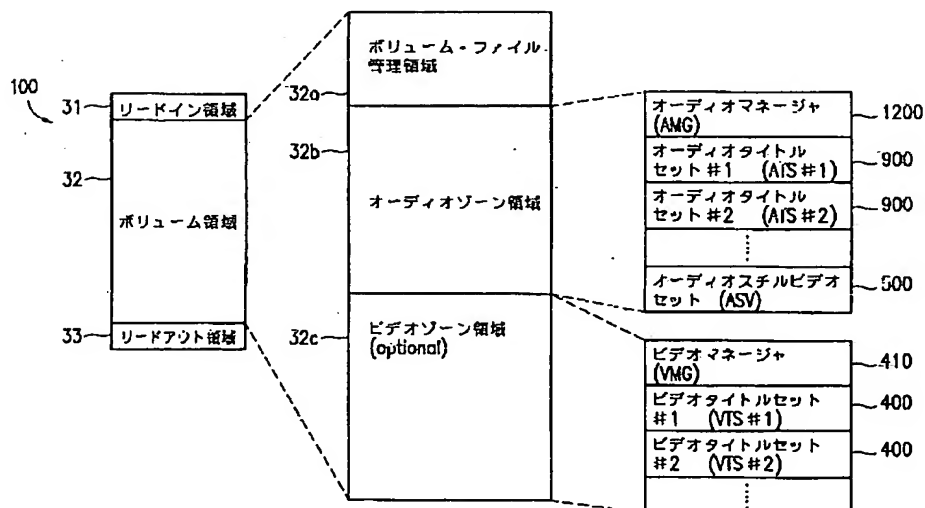 100
31
リードイン領域
32
ボリューム領域
33
リードアウト領域
ボリューム・ファイル
管理領域
32a
32b
オーディオゾーン領域
32c
ビデオゾーン領域
(optional)
オーディオマネージャ
(AMG)
1200
オーディオタイトル
セット#1 (ATS#1)
900
オーディオタイトル
セット#2 (ATS#2)
900
オーディオスチルビデオ
セット (ASV)
500
ビデオマネージャ
(VMG)
410
ビデオタイトルセット
#1 (VTS#1)
400
ビデオタイトルセット
#2 (VTS#2)
400